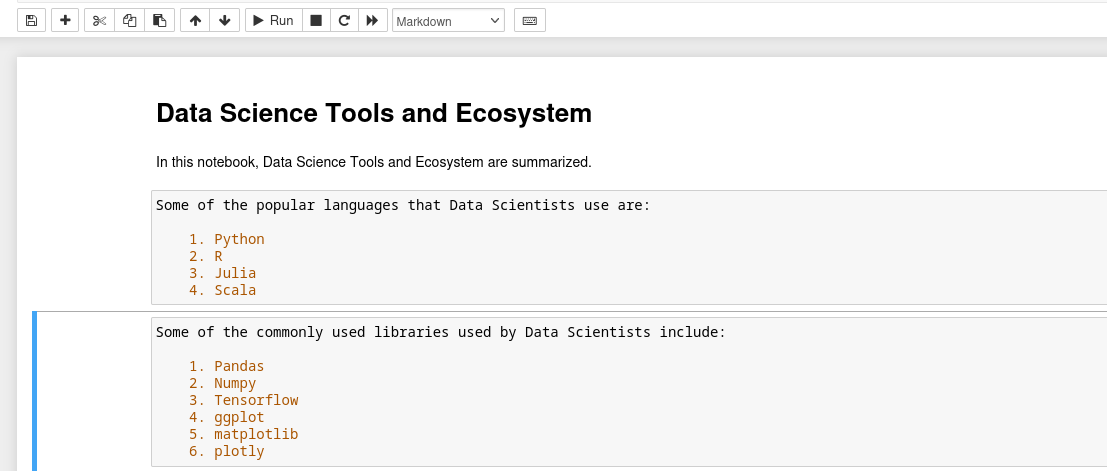 Run
Markdown
Data Science Tools and Ecosystem
In this notebook, Data Science Tools and Ecosystem are summarized.
Some of the popular languages that Data Scientists use are:
1. Python
2. R
3. Julia
4. Scala
Some of the commonly used libraries used by Data Scientists include:
1. Pandas
2. Numpy
3. Tensorflow
4. ggplot
5. matplotlib
6. plotly